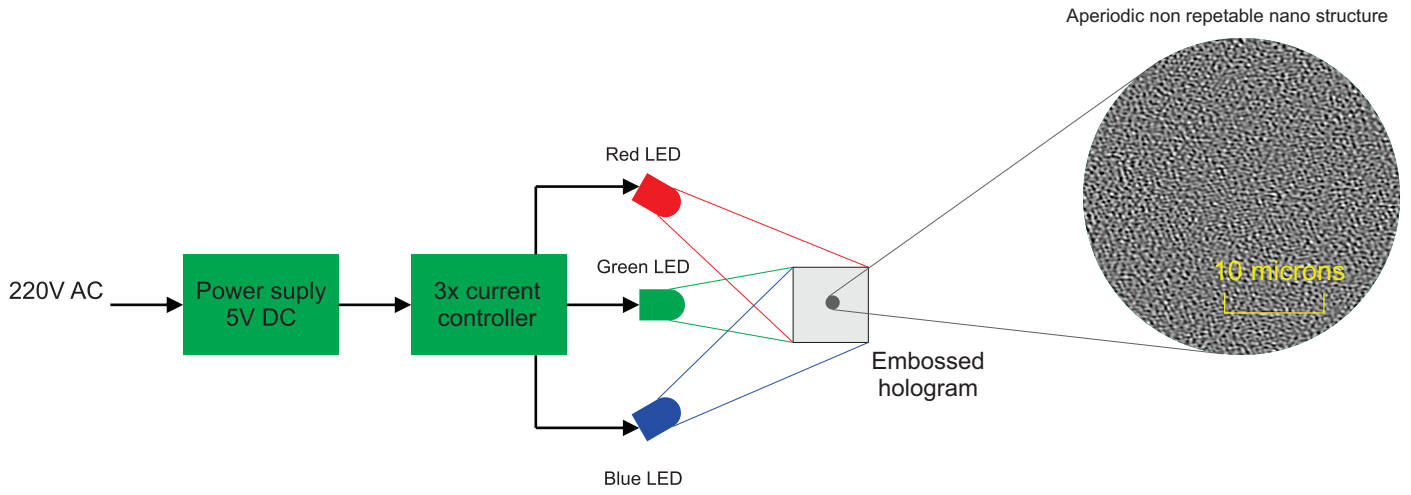 Aperiodic non repetable nano structure
Red LED
220V AC
Power suply
5V DC
3x current
controller
Green LED
10 microns
Embossed
hologram
Blue LED